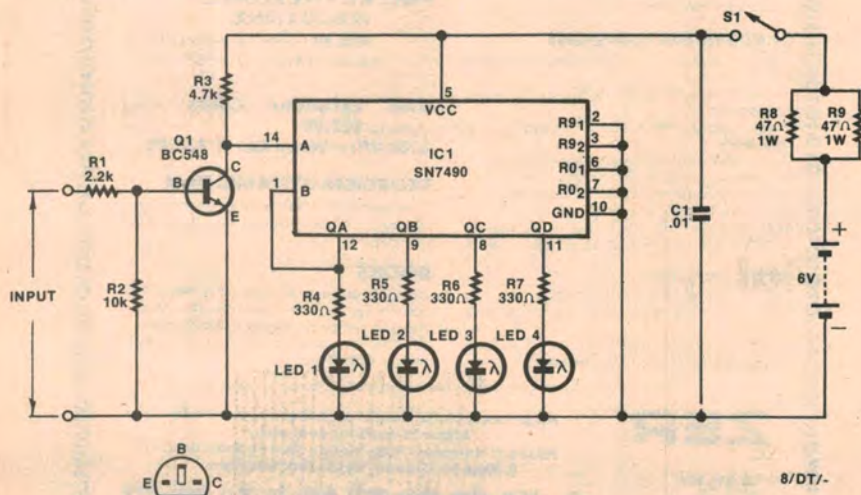 S1
R3
4.7k
5
VCC
R8
47Ω
1W
R9
47Ω
1W
Q1
BC548
14
A
R9₁
2
R9₂
3
IC1
SN7490
R0₁
6
R0₂
7
R1
2.2k
B
C
E
1
B
GND
10
C1
.01
QA
QB
QC
QD
12
9
8
11
+
6V
−
INPUT
R2
10k
R4
330Ω
R5
330Ω
R6
330Ω
R7
330Ω
LED 1
LED 2
LED 3
LED 4
λ
λ
λ
λ
B
E
C
8/DT/-